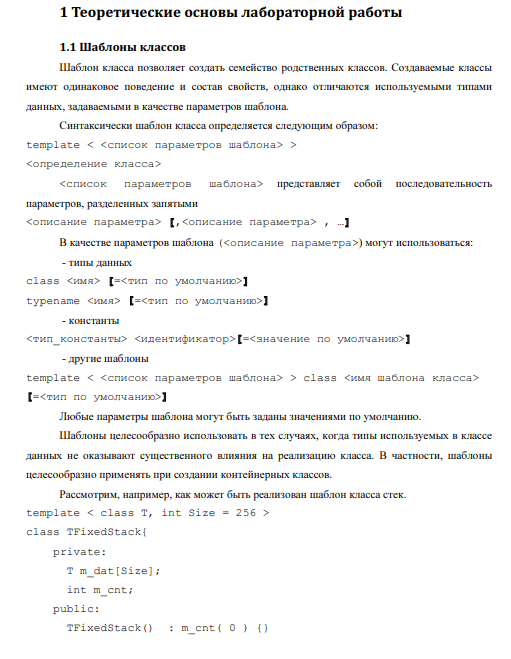 1 Теоретические основы лабораторной работы
1.1 Шаблоны классов
Шаблон класса позволяет создать семейство родственных классов. Создаваемые классы
имеют одинаковое поведение и состав свойств, однако отличаются используемыми типами
данных, задаваемыми в качестве параметров шаблона.
Синтаксически шаблон класса определяется следующим образом:
template < <список параметров шаблона> >
<определение класса>
<список параметров шаблона> представляет собой последовательность
параметров, разделенных запятыми
<описание параметра> 【,<описание параметра> , …】
В качестве параметров шаблона (<описание параметра>) могут использоваться:
- типы данных
class <имя> 【=<тип по умолчанию>】
typename <имя> 【=<тип по умолчанию>】
- константы
<тип_константы> <идентификатор>【=<значение по умолчанию>】
- другие шаблоны
template < <список параметров шаблона> > class <имя шаблона класса>
【=<тип по умолчанию>】
Любые параметры шаблона могут быть заданы значениями по умолчанию.
Шаблоны целесообразно использовать в тех случаях, когда типы используемых в классе
данных не оказывают существенного влияния на реализацию класса. В частности, шаблоны
целесообразно применять при создании контейнерных классов.
Рассмотрим, например, как может быть реализован шаблон класса стек.
template < class T, int Size = 256 >
class TFixedStack{
private:
T m_dat[Size];
int m_cnt;
public:
TFixedStack() : m_cnt( 0 ) {}